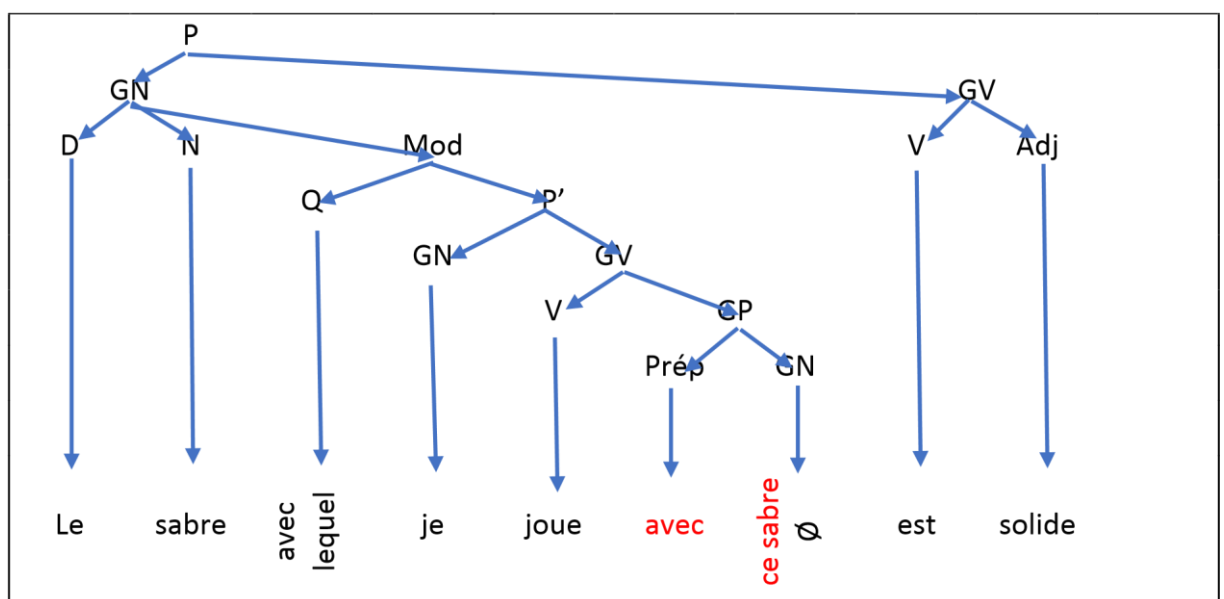 P
GN GV
D N Mod V Adj
Q P’
GN GV
V GP
Prép GN
Le sabre avec lequel je joue avec ce sabre Ø est solide